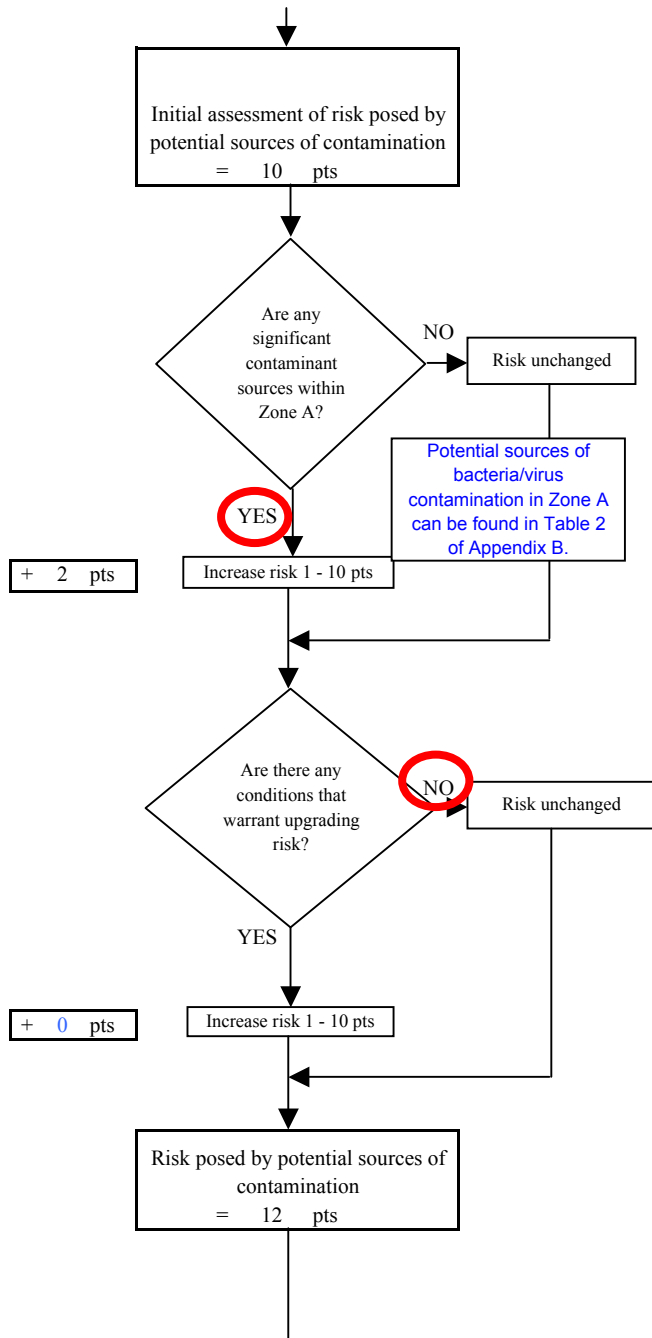 Initial assessment of risk posed by
potential sources of contamination
= 10 pts
Are any
significant
contaminant
sources within
Zone A?
NO
Risk unchanged
Potential sources of
bacteria/virus
contamination in Zone A
can be found in Table 2
of Appendix B.
YES
+ 2 pts
Increase risk 1 - 10 pts
Are there any
conditions that
warrant upgrading
risk?
NO
Risk unchanged
YES
+ 0 pts
Increase risk 1 - 10 pts
Risk posed by potential sources of
contamination
= 12 pts